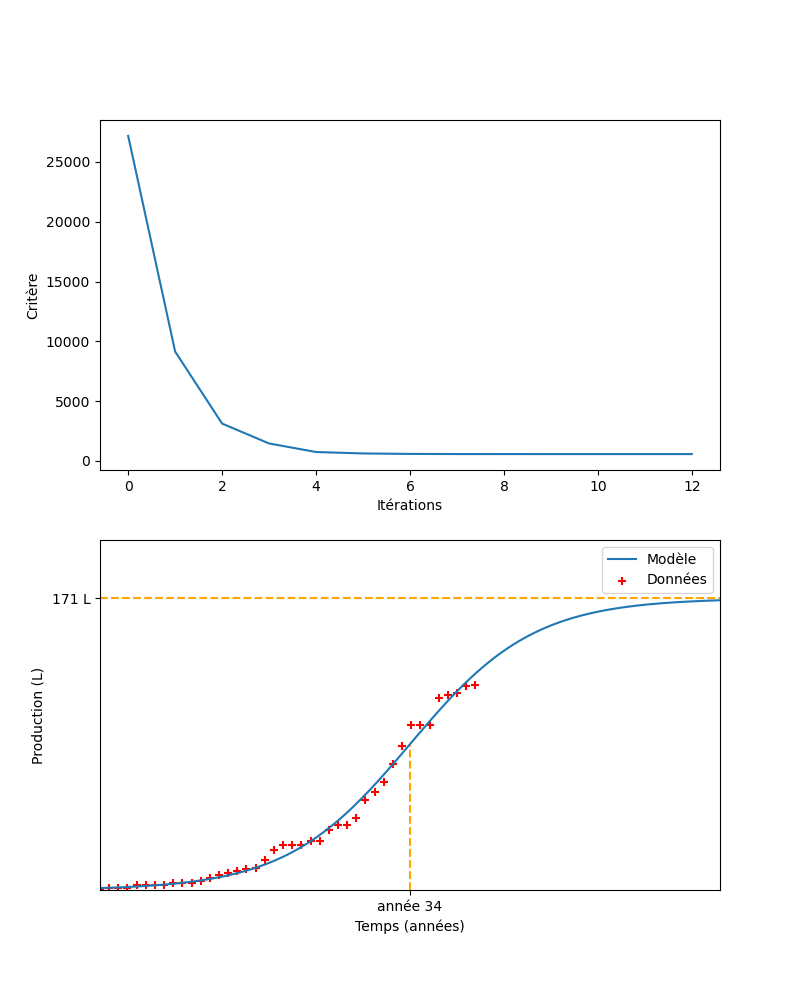 25000
20000
15000
10000
5000
0
Critère
0 2 4 6 8 10 12
Itérations
Modèle
Données
171 L
Production (L)
année 34
Temps (années)